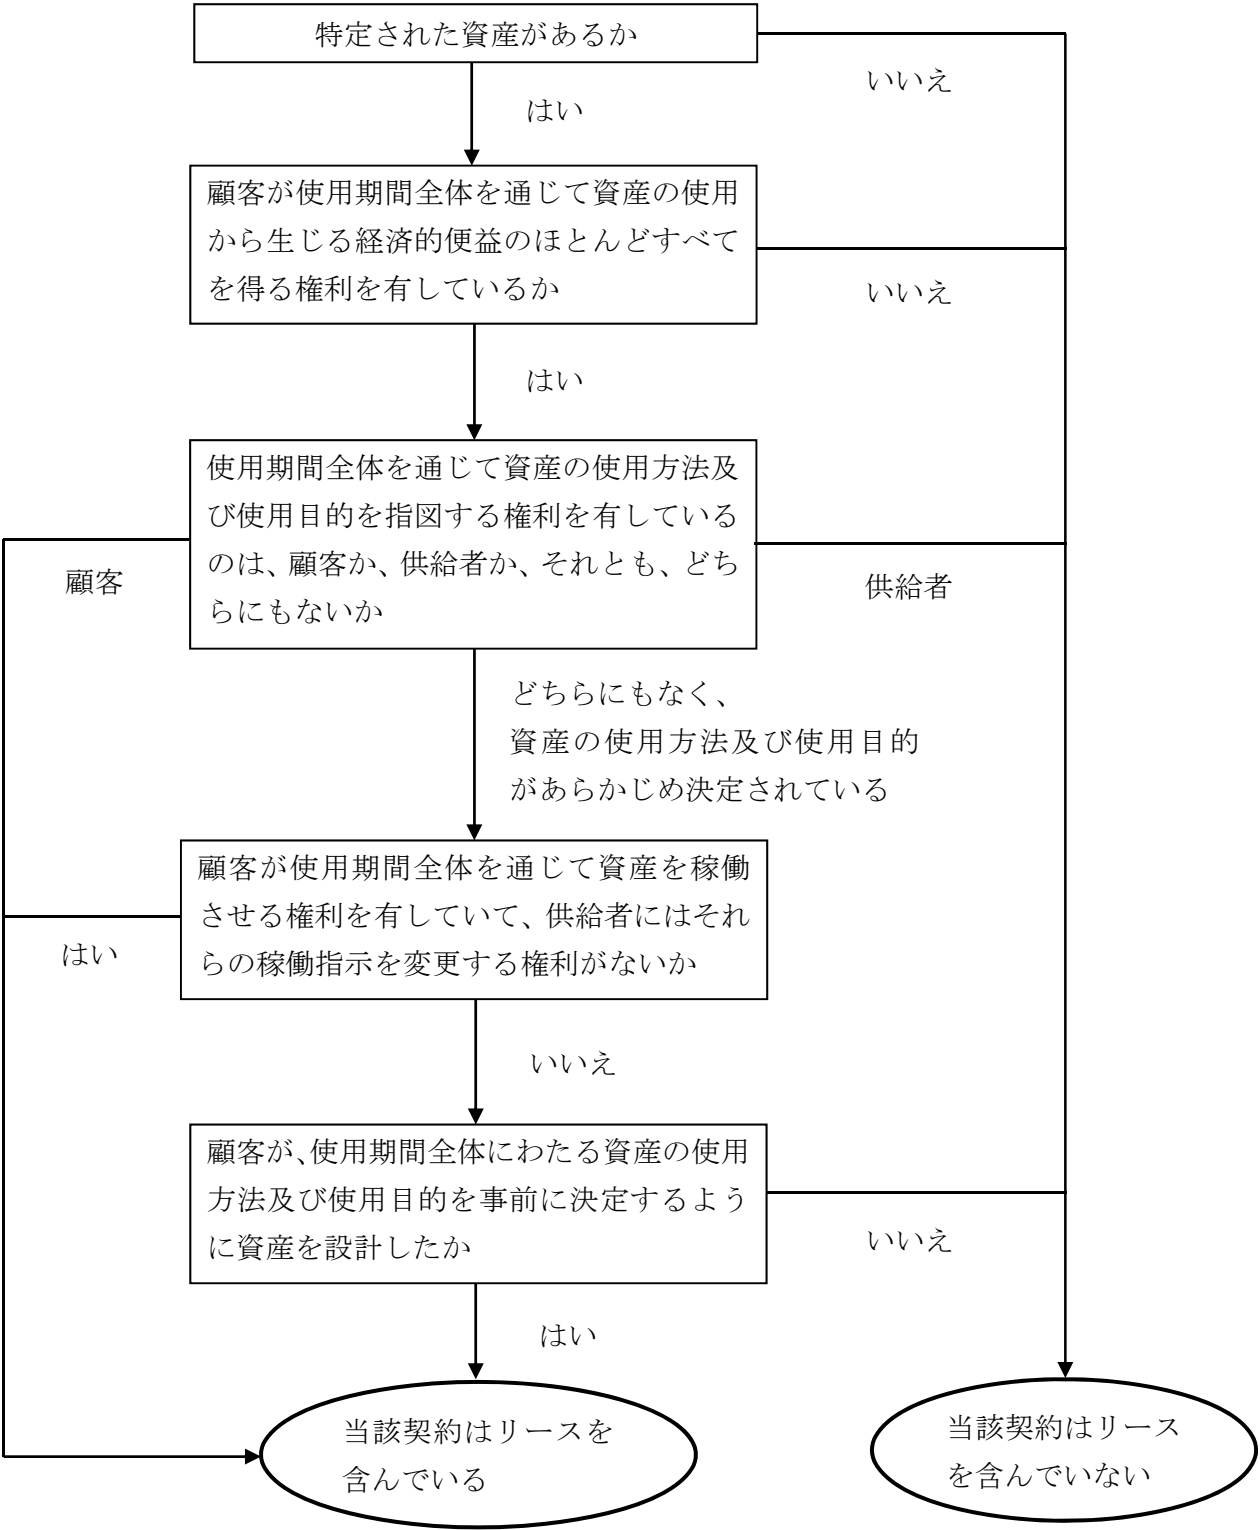 特定された資産があるか
いいえ
はい
顧客が使用期間全体を通じて資産の使用
から生じる経済的便益のほとんどすべて
を得る権利を有しているか
いいえ
はい
使用期間全体を通じて資産の使用方法及
び使用目的を指図する権利を有している
のは、顧客か、供給者か、それとも、どち
らにもないか
顧客
供給者
どちらにもなく、
資産の使用方法及び使用目的
があらかじめ決定されている
顧客が使用期間全体を通じて資産を稼働
させる権利を有していて、供給者にはそれ
らの稼働指示を変更する権利がないか
はい
いいえ
顧客が、使用期間全体にわたる資産の使用
方法及び使用目的を事前に決定するよう
に資産を設計したか
いいえ
はい
当該契約はリースを
含んでいる
当該契約はリース
を含んでいない